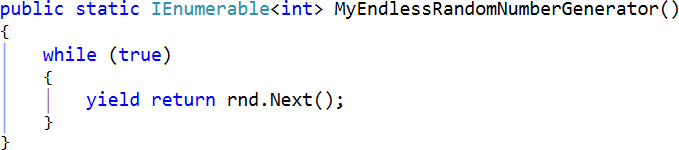 public static IEnumerable<int> MyEndlessRandomNumberGenerator()
{
    while (true)
    {
        yield return rnd.Next();
    }
}